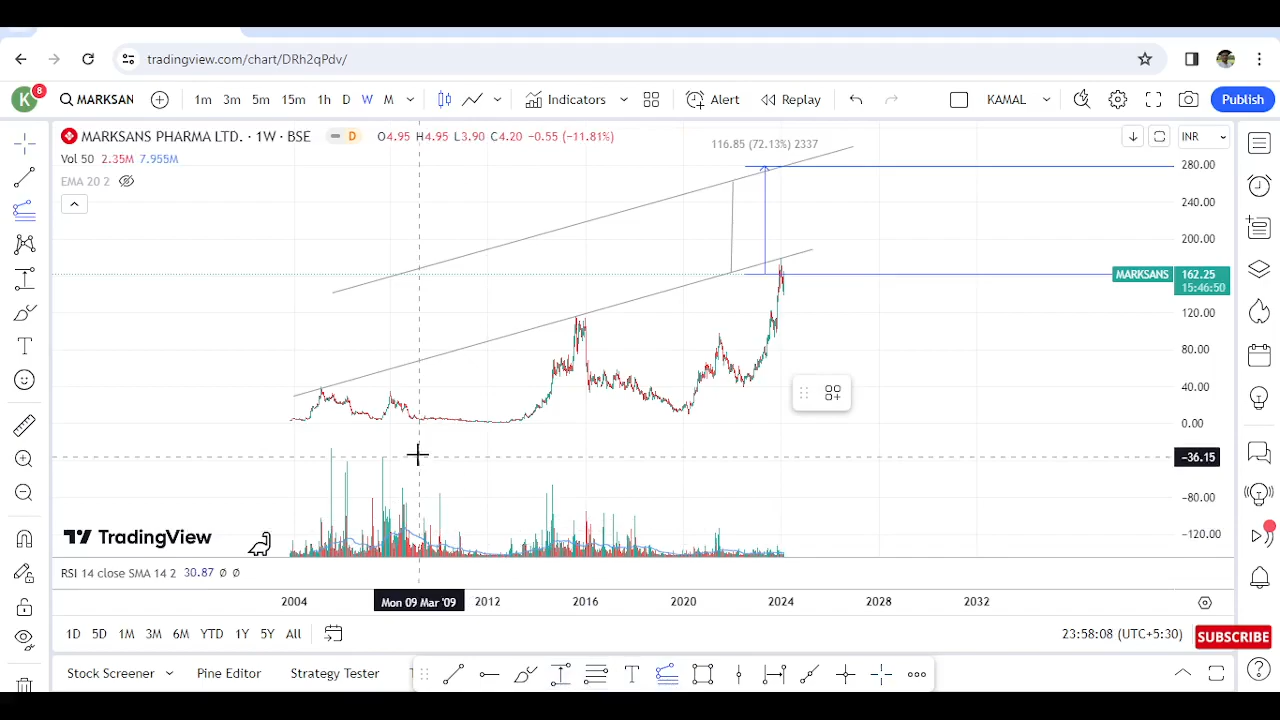 tradingview.com/chart/DRh2qPdv/
K 8 MARKSAN 1m 3m 5m 15m 1h D W M Indicators Alert Replay KAMAL Publish
MARKSANS PHARMA LTD. · 1W · BSE D O4.95 H4.95 L3.90 C4.20 -0.55 (-11.81%) INR
Vol 50 2.35M 7.955M
EMA 20 2
116.85 (72.13%) 2337
280.00
240.00
200.00
MARKSANS 162.25
15:46:50
120.00
80.00
40.00
0.00
-36.15
-80.00
-120.00
TradingView
RSI 14 close SMA 14 2 30.87 Ø Ø
2004 Mon 09 Mar '09 2012 2016 2020 2024 2028 2032
1D 5D 1M 3M 6M YTD 1Y 5Y All 23:58:08 (UTC+5:30)
SUBSCRIBE
Stock Screener Pine Editor Strategy Tester T